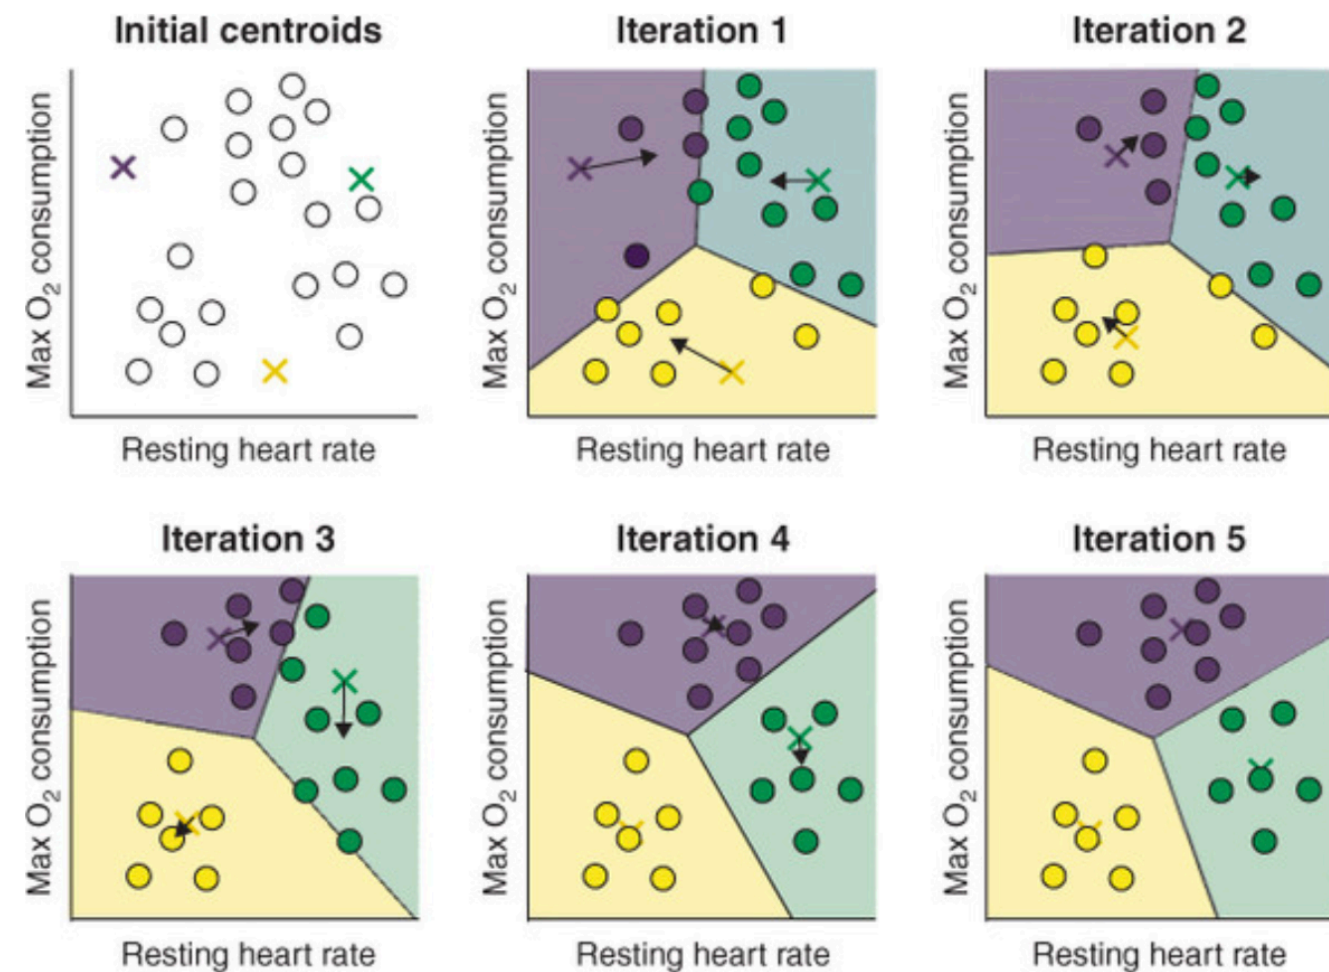 Initial centroids
Max O₂ consumption
Resting heart rate
Iteration 1
Max O₂ consumption
Resting heart rate
Iteration 2
Max O₂ consumption
Resting heart rate
Iteration 3
Max O₂ consumption
Resting heart rate
Iteration 4
Max O₂ consumption
Resting heart rate
Iteration 5
Max O₂ consumption
Resting heart rate